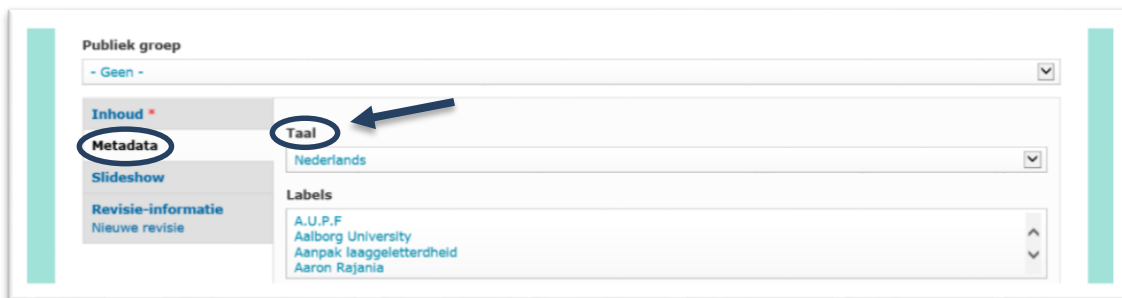 Publiek groep
- Geen -
Inhoud *
Metadata
Slideshow
Revisie-informatie
Nieuwe revisie
Taal
Nederlands
Labels
A.U.P.F
Aalborg University
Aanpak laaggeletterdheid
Aaron Rajania